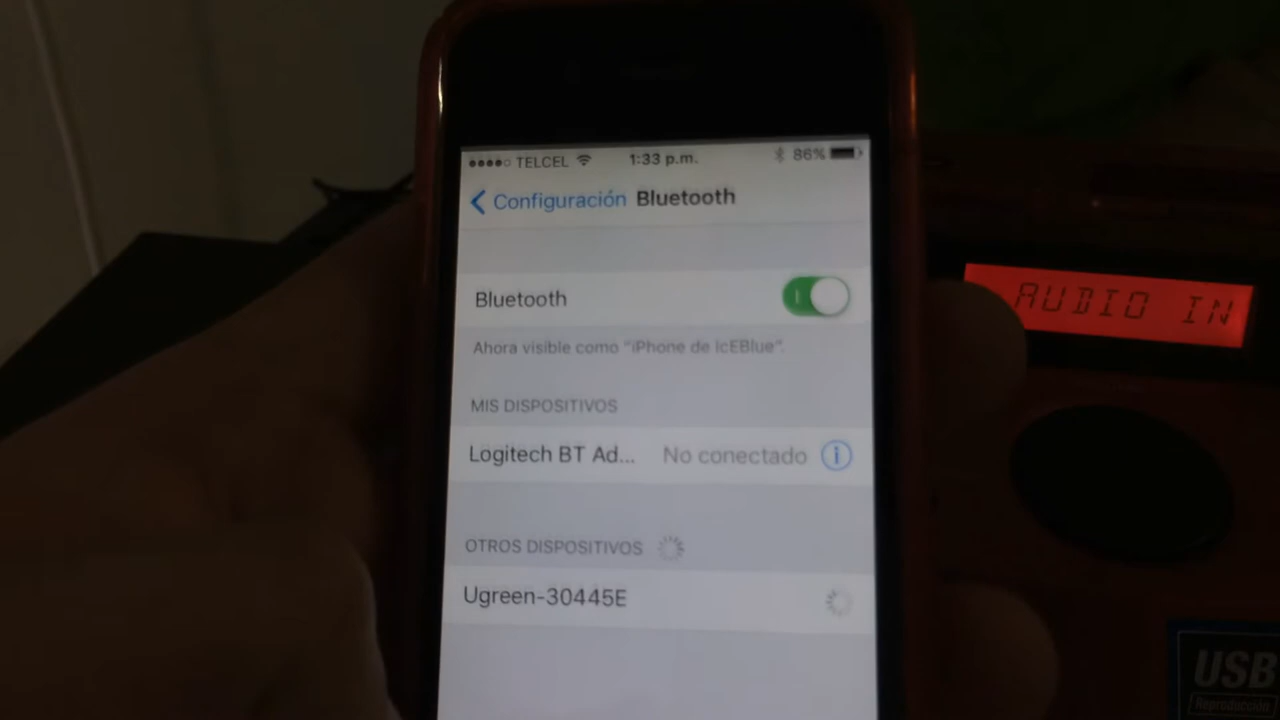 TELCEL 1:33 p.m. 86%
Configuración Bluetooth
Bluetooth
Ahora visible como "iPhone de IcEBlue".
MIS DISPOSITIVOS
Logitech BT Ad... No conectado
OTROS DISPOSITIVOS
Ugreen-30445E
AUDIO IN
USB
Reproducción